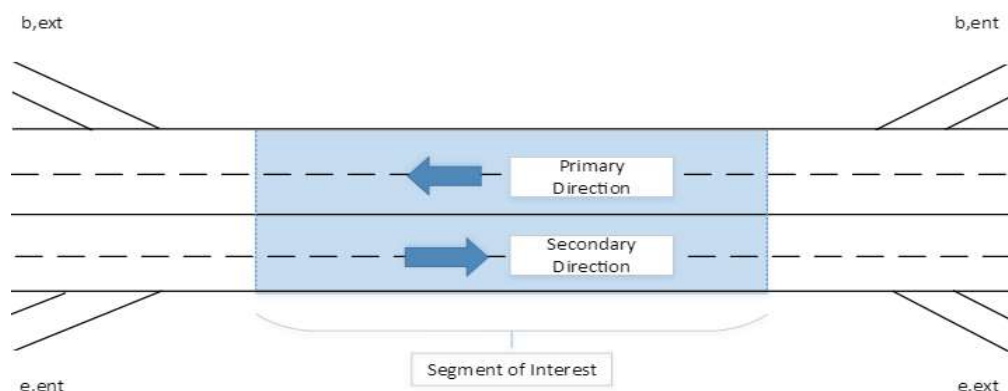 b,ext
b,ent
Primary
Direction
Secondary
Direction
Segment of Interest
e,ent
e,ext